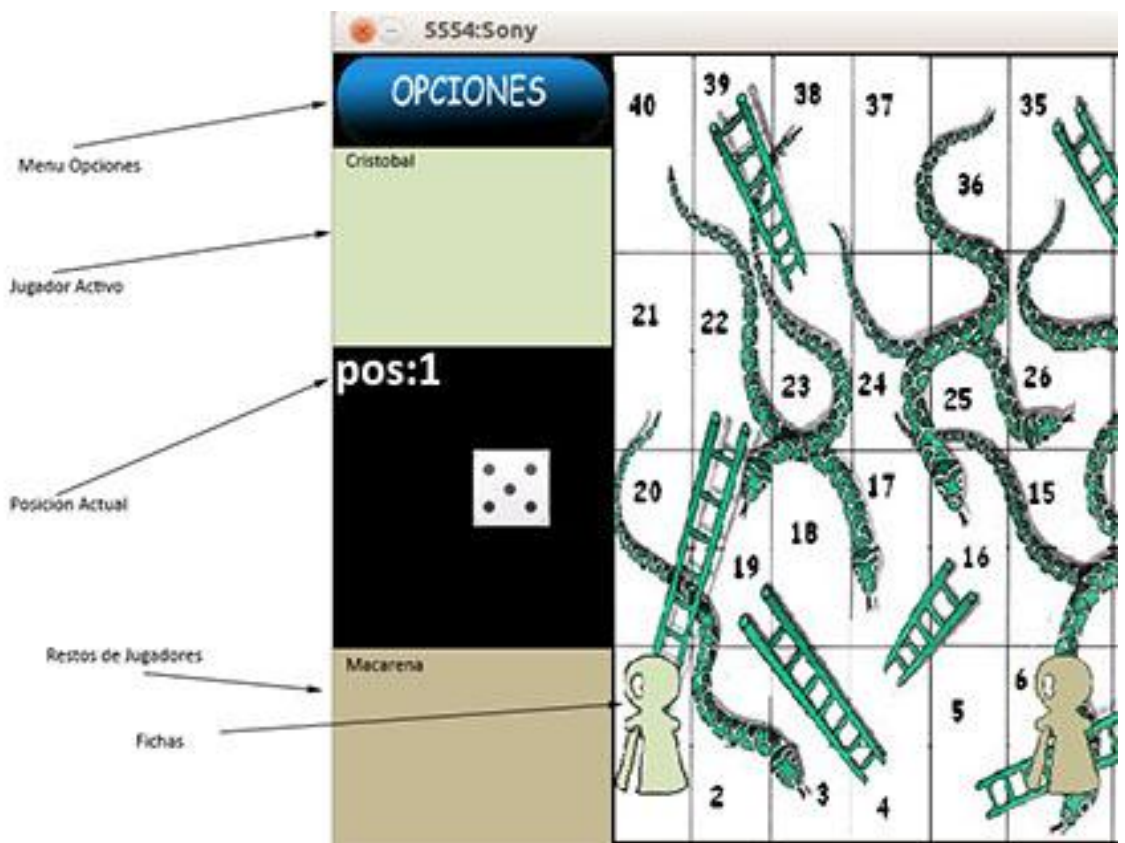 5554:Sony
OPCIONES
Menu Opciones
Cristobal
Jugador Activo
pos:1
Posicion Actual
Restos de Jugadores
Macarena
Fichas
40 39 38 37 36 35
21 22 23 24 25 26
20 19 18 17 16 15
2 3 4 5 6